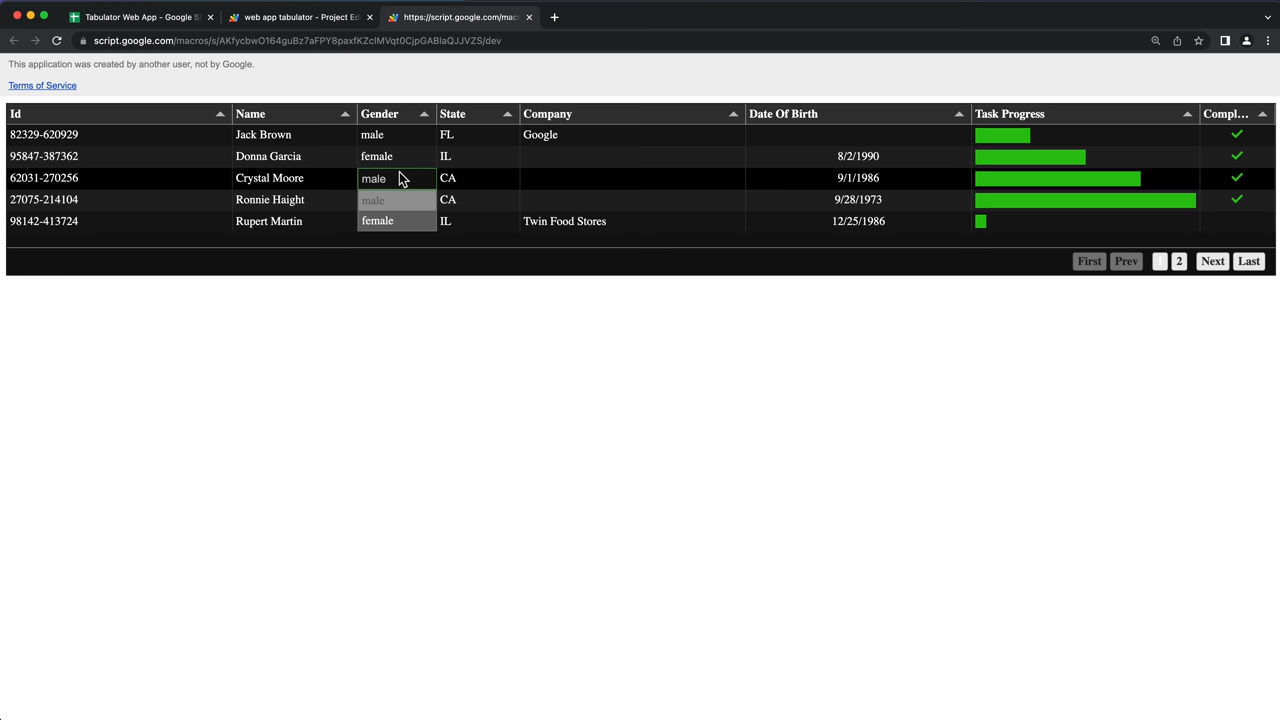 Tabulator Web App - Google S
web app tabulator - Project Ed
https://script.google.com/mac
script.google.com/macros/s/AKfycbwO164guBz7aFPY8paxfKZclMVqt0CjpGABlaQJJVZS/dev
This application was created by another user, not by Google.
Terms of Service
Id Name Gender State Company Date Of Birth Task Progress Compl...
82329-620929 Jack Brown male FL Google
95847-387362 Donna Garcia female IL 8/2/1990
62031-270256 Crystal Moore male CA 9/1/1986
27075-214104 Ronnie Haight male CA 9/28/1973
98142-413724 Rupert Martin female IL Twin Food Stores 12/25/1986
First Prev 1 2 Next Last